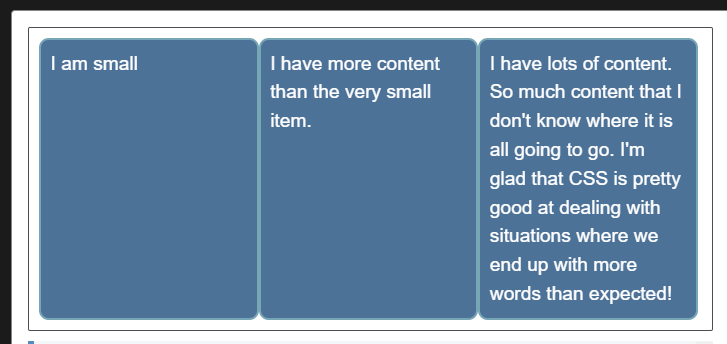 I am small
I have more content
than the very small
item.
I have lots of content.
So much content that I
don't know where it is
all going to go. I'm
glad that CSS is pretty
good at dealing with
situations where we
end up with more
words than expected!